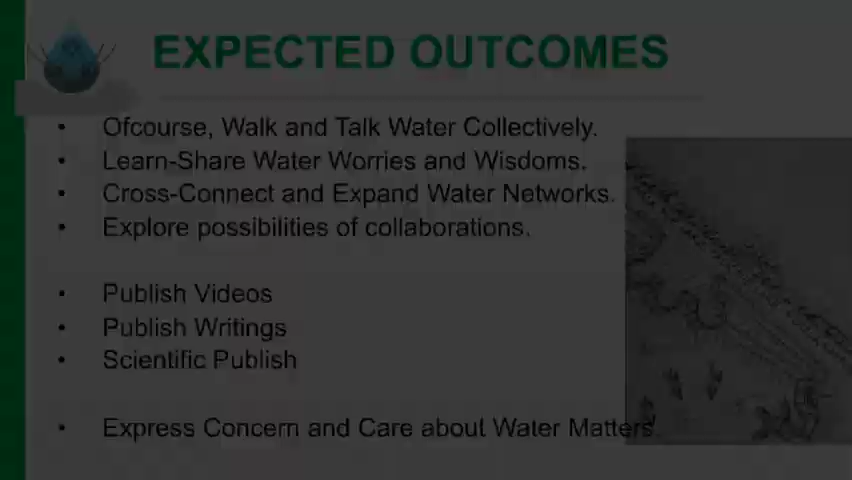 EXPECTED OUTCOMES
• Ofcourse, Walk and Talk Water Collectively.
• Learn-Share Water Worries and Wisdoms.
• Cross-Connect and Expand Water Networks.
• Explore possibilities of collaborations.
• Publish Videos
• Publish Writings
• Scientific Publish
• Express Concern and Care about Water Matters.